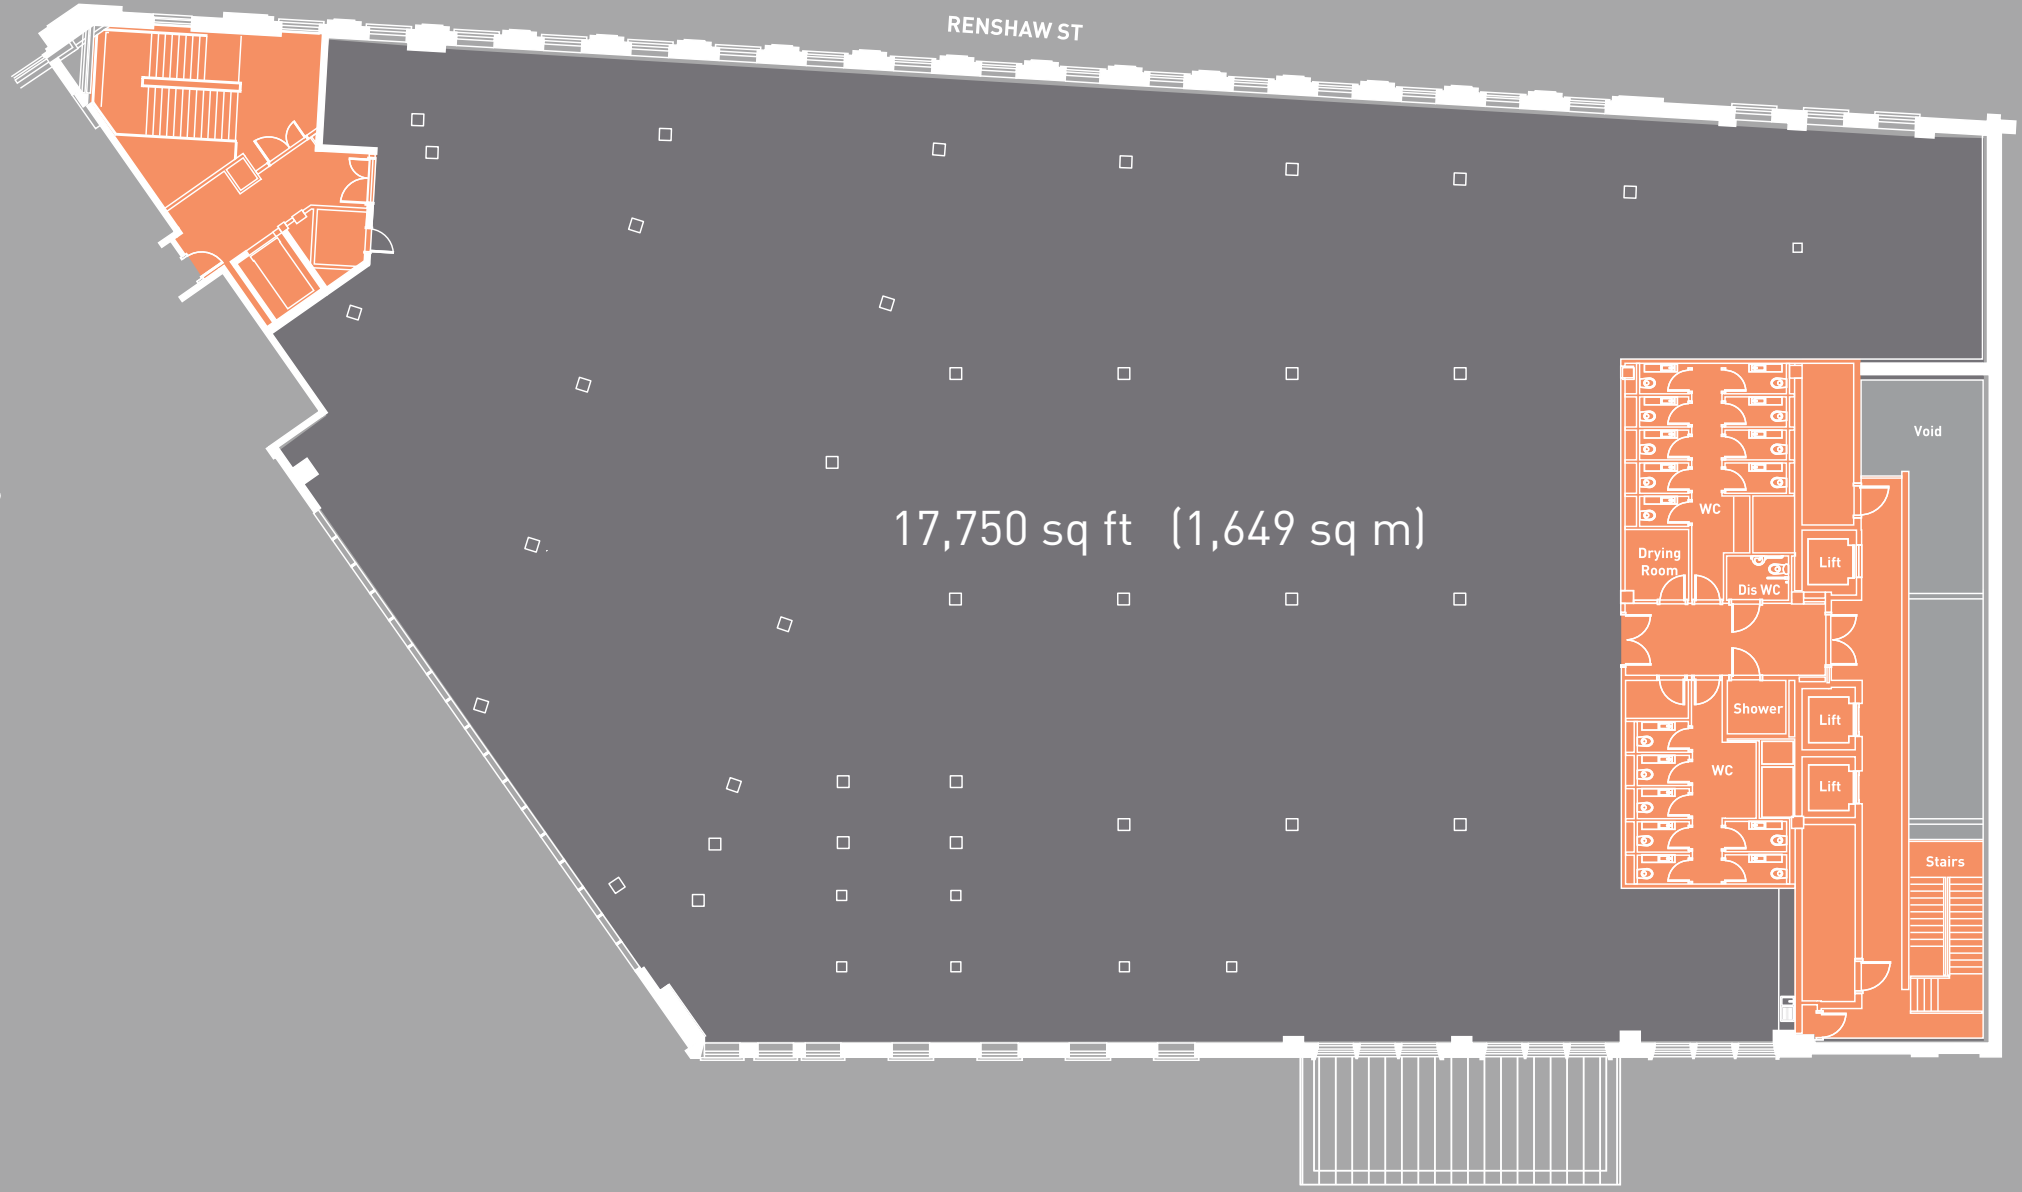 RENSHAW ST
Void
17,750 sq ft (1,649 sq m)
WC
Drying
Room
Dis WC
Lift
Shower
Lift
WC
Lift
Stairs